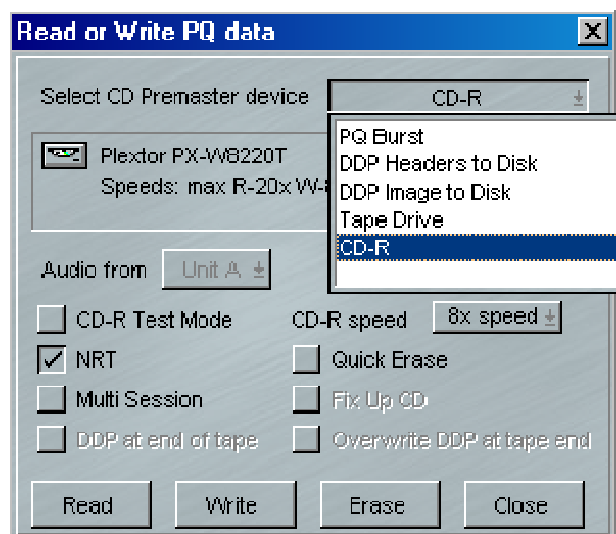 Read or Write PQ data
Select CD Premaster device
CD-R
PQ Burst
DDP Headers to Disk
DDP Image to Disk
Tape Drive
CD-R
Plextor PX-W8220T
Speeds: max R-20x W-
Audio from
Unit A
CD-R Test Mode
CD-R speed
8x speed
NRT
Quick Erase
Multi Session
Fix Up CD
DDP at end of tape
Overwrite DDP at tape end
Read
Write
Erase
Close